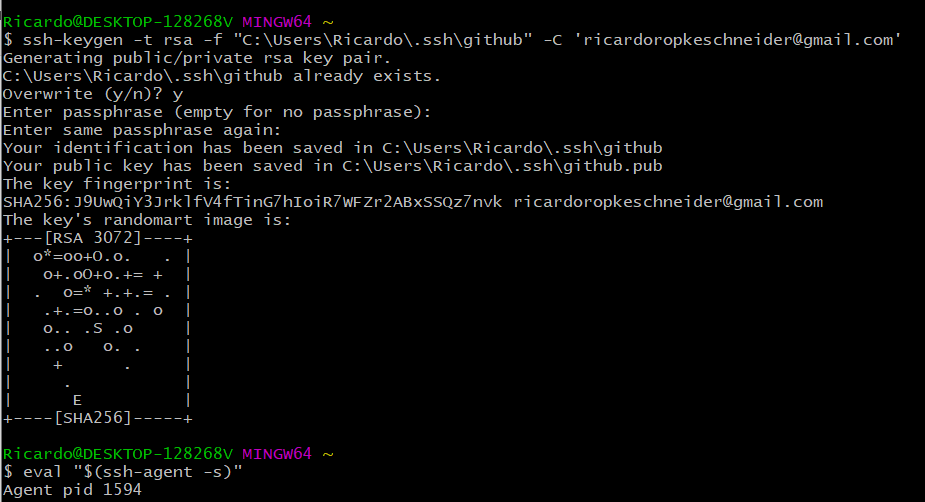 Ricardo@DESKTOP-128268V MINGW64 ~
$ ssh-keygen -t rsa -f "C:\Users\Ricardo\.ssh\github" -C 'ricardoropkeschneider@gmail.com'
Generating public/private rsa key pair.
C:\Users\Ricardo\.ssh\github already exists.
Overwrite (y/n)? y
Enter passphrase (empty for no passphrase):
Enter same passphrase again:
Your identification has been saved in C:\Users\Ricardo\.ssh\github
Your public key has been saved in C:\Users\Ricardo\.ssh\github.pub
The key fingerprint is:
SHA256:J9UwQiY3JrklfV4fTinG7hIoiR7WFZr2ABxSSQz7nvk ricardoropkeschneider@gmail.com
The key's randomart image is:
+---[RSA 3072]----+
|  o*=oo+O.o.   . |
|   o+.oO+o.+= +  |
|  .  o=* +.+.= . |
|   .+.=o..o . o  |
|   o.. .S .o     |
|   ..o   o. .    |
|    +      .     |
|     .           |
|      E          |
+----[SHA256]-----+
Ricardo@DESKTOP-128268V MINGW64 ~
$ eval "$(ssh-agent -s)"
Agent pid 1594